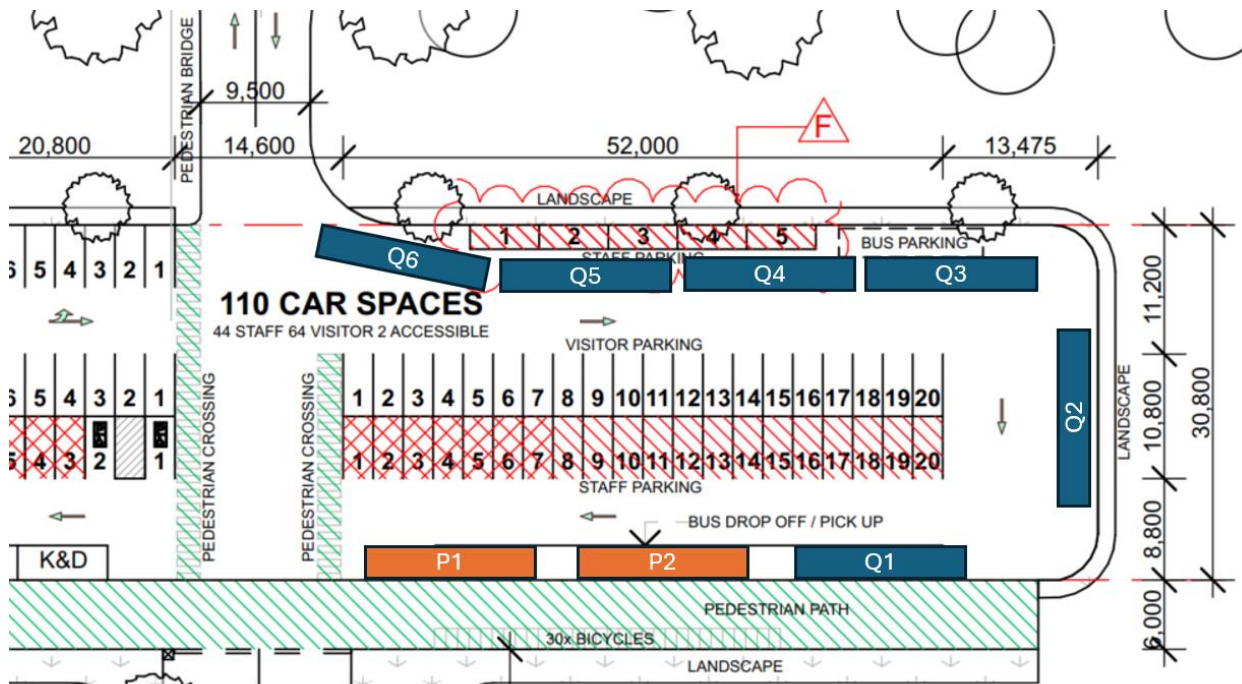 PEDESTRIAN BRIDGE
9,500
20,800
14,600
52,000
13,475
F
LANDSCAPE
1 2 3 4 5
BUS PARKING
STAFF PARKING
Q6
Q5
Q4
Q3
5 4 3 2 1
110 CAR SPACES
44 STAFF 64 VISITOR 2 ACCESSIBLE
VISITOR PARKING
11,200
10,800
30,800
8,800
6,000
LANDSCAPE
Q2
5 4 3 2 1
1 2 3 4 5 6 7 8 9 10 11 12 13 14 15 16 17 18 19 20
5 4 3 2 1
1 2 3 4 5 6 7 8 9 10 11 12 13 14 15 16 17 18 19 20
PEDESTRIAN CROSSING
PEDESTRIAN CROSSING
STAFF PARKING
BUS DROP OFF / PICK UP
K&D
P1
P2
Q1
PEDESTRIAN PATH
30x BICYCLES
LANDSCAPE